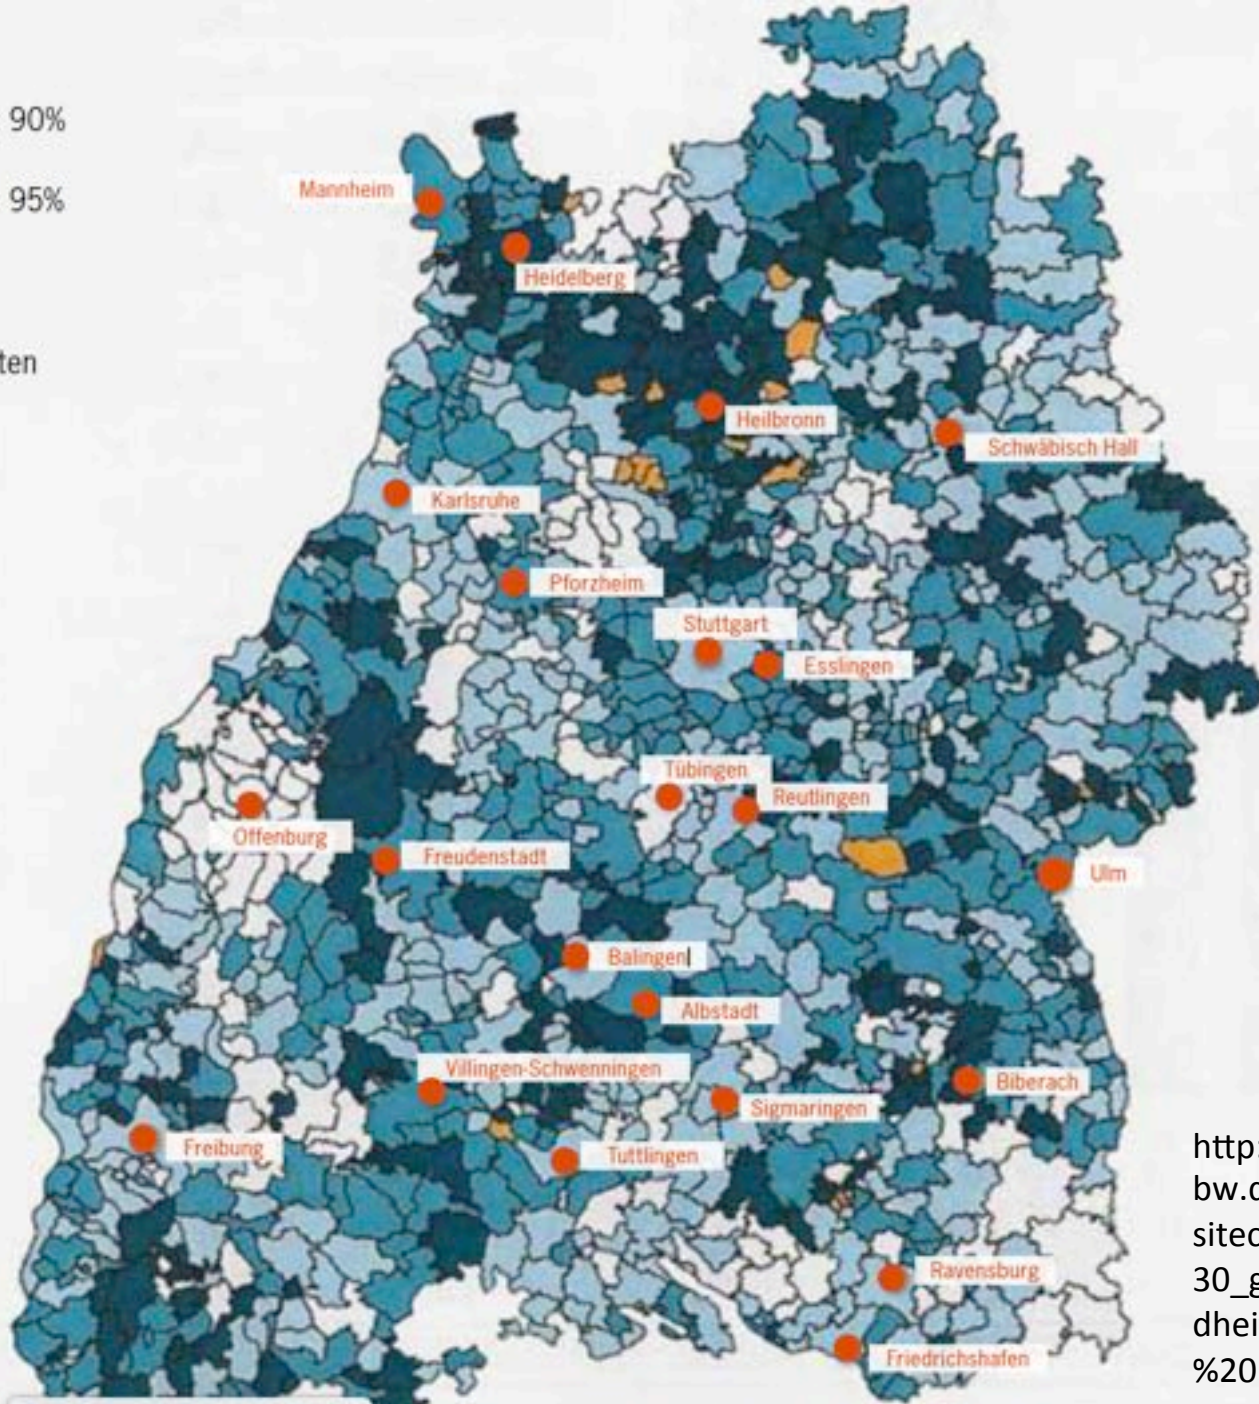 90%
95%
ten
Mannheim
Heidelberg
Heilbronn
Schwäbisch Hall
Karlsruhe
Pforzheim
Stuttgart
Esslingen
Tübingen
Reutlingen
Offenburg
Freudenstadt
Ulm
Balingen
Albstadt
Villingen-Schwenningen
Biberach
Sigmaringen
Freibung
Tuttlingen
Ravensburg
Friedrichshafen
http:
bw.d
sited
30_g
dhei
%20